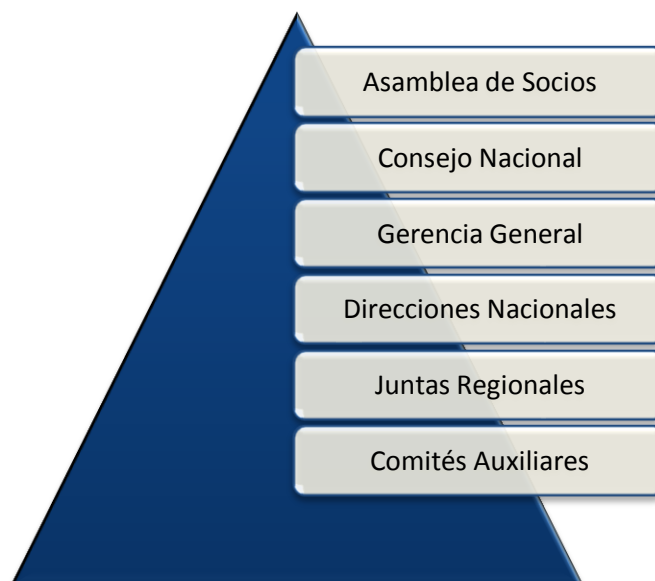 Asamblea de Socios
Consejo Nacional
Gerencia General
Direcciones Nacionales
Juntas Regionales
Comités Auxiliares